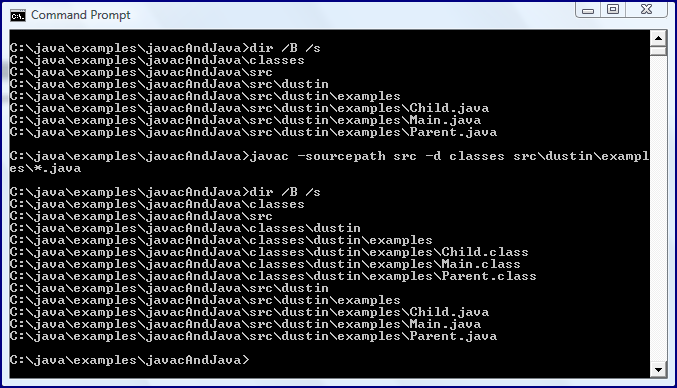 Command Prompt
C:\java\examples\javacAndJava>dir /B /s
C:\java\examples\javacAndJava\classes
C:\java\examples\javacAndJava\src
C:\java\examples\javacAndJava\src\dustin
C:\java\examples\javacAndJava\src\dustin\examples
C:\java\examples\javacAndJava\src\dustin\examples\Child.java
C:\java\examples\javacAndJava\src\dustin\examples\Main.java
C:\java\examples\javacAndJava\src\dustin\examples\Parent.java
C:\java\examples\javacAndJava>javac -sourcepath src -d classes src\dustin\exampl
es\*.java
C:\java\examples\javacAndJava>dir /B /s
C:\java\examples\javacAndJava\classes
C:\java\examples\javacAndJava\src
C:\java\examples\javacAndJava\classes\dustin
C:\java\examples\javacAndJava\classes\dustin\examples
C:\java\examples\javacAndJava\classes\dustin\examples\Child.class
C:\java\examples\javacAndJava\classes\dustin\examples\Main.class
C:\java\examples\javacAndJava\classes\dustin\examples\Parent.class
C:\java\examples\javacAndJava\src\dustin
C:\java\examples\javacAndJava\src\dustin\examples
C:\java\examples\javacAndJava\src\dustin\examples\Child.java
C:\java\examples\javacAndJava\src\dustin\examples\Main.java
C:\java\examples\javacAndJava\src\dustin\examples\Parent.java
C:\java\examples\javacAndJava>